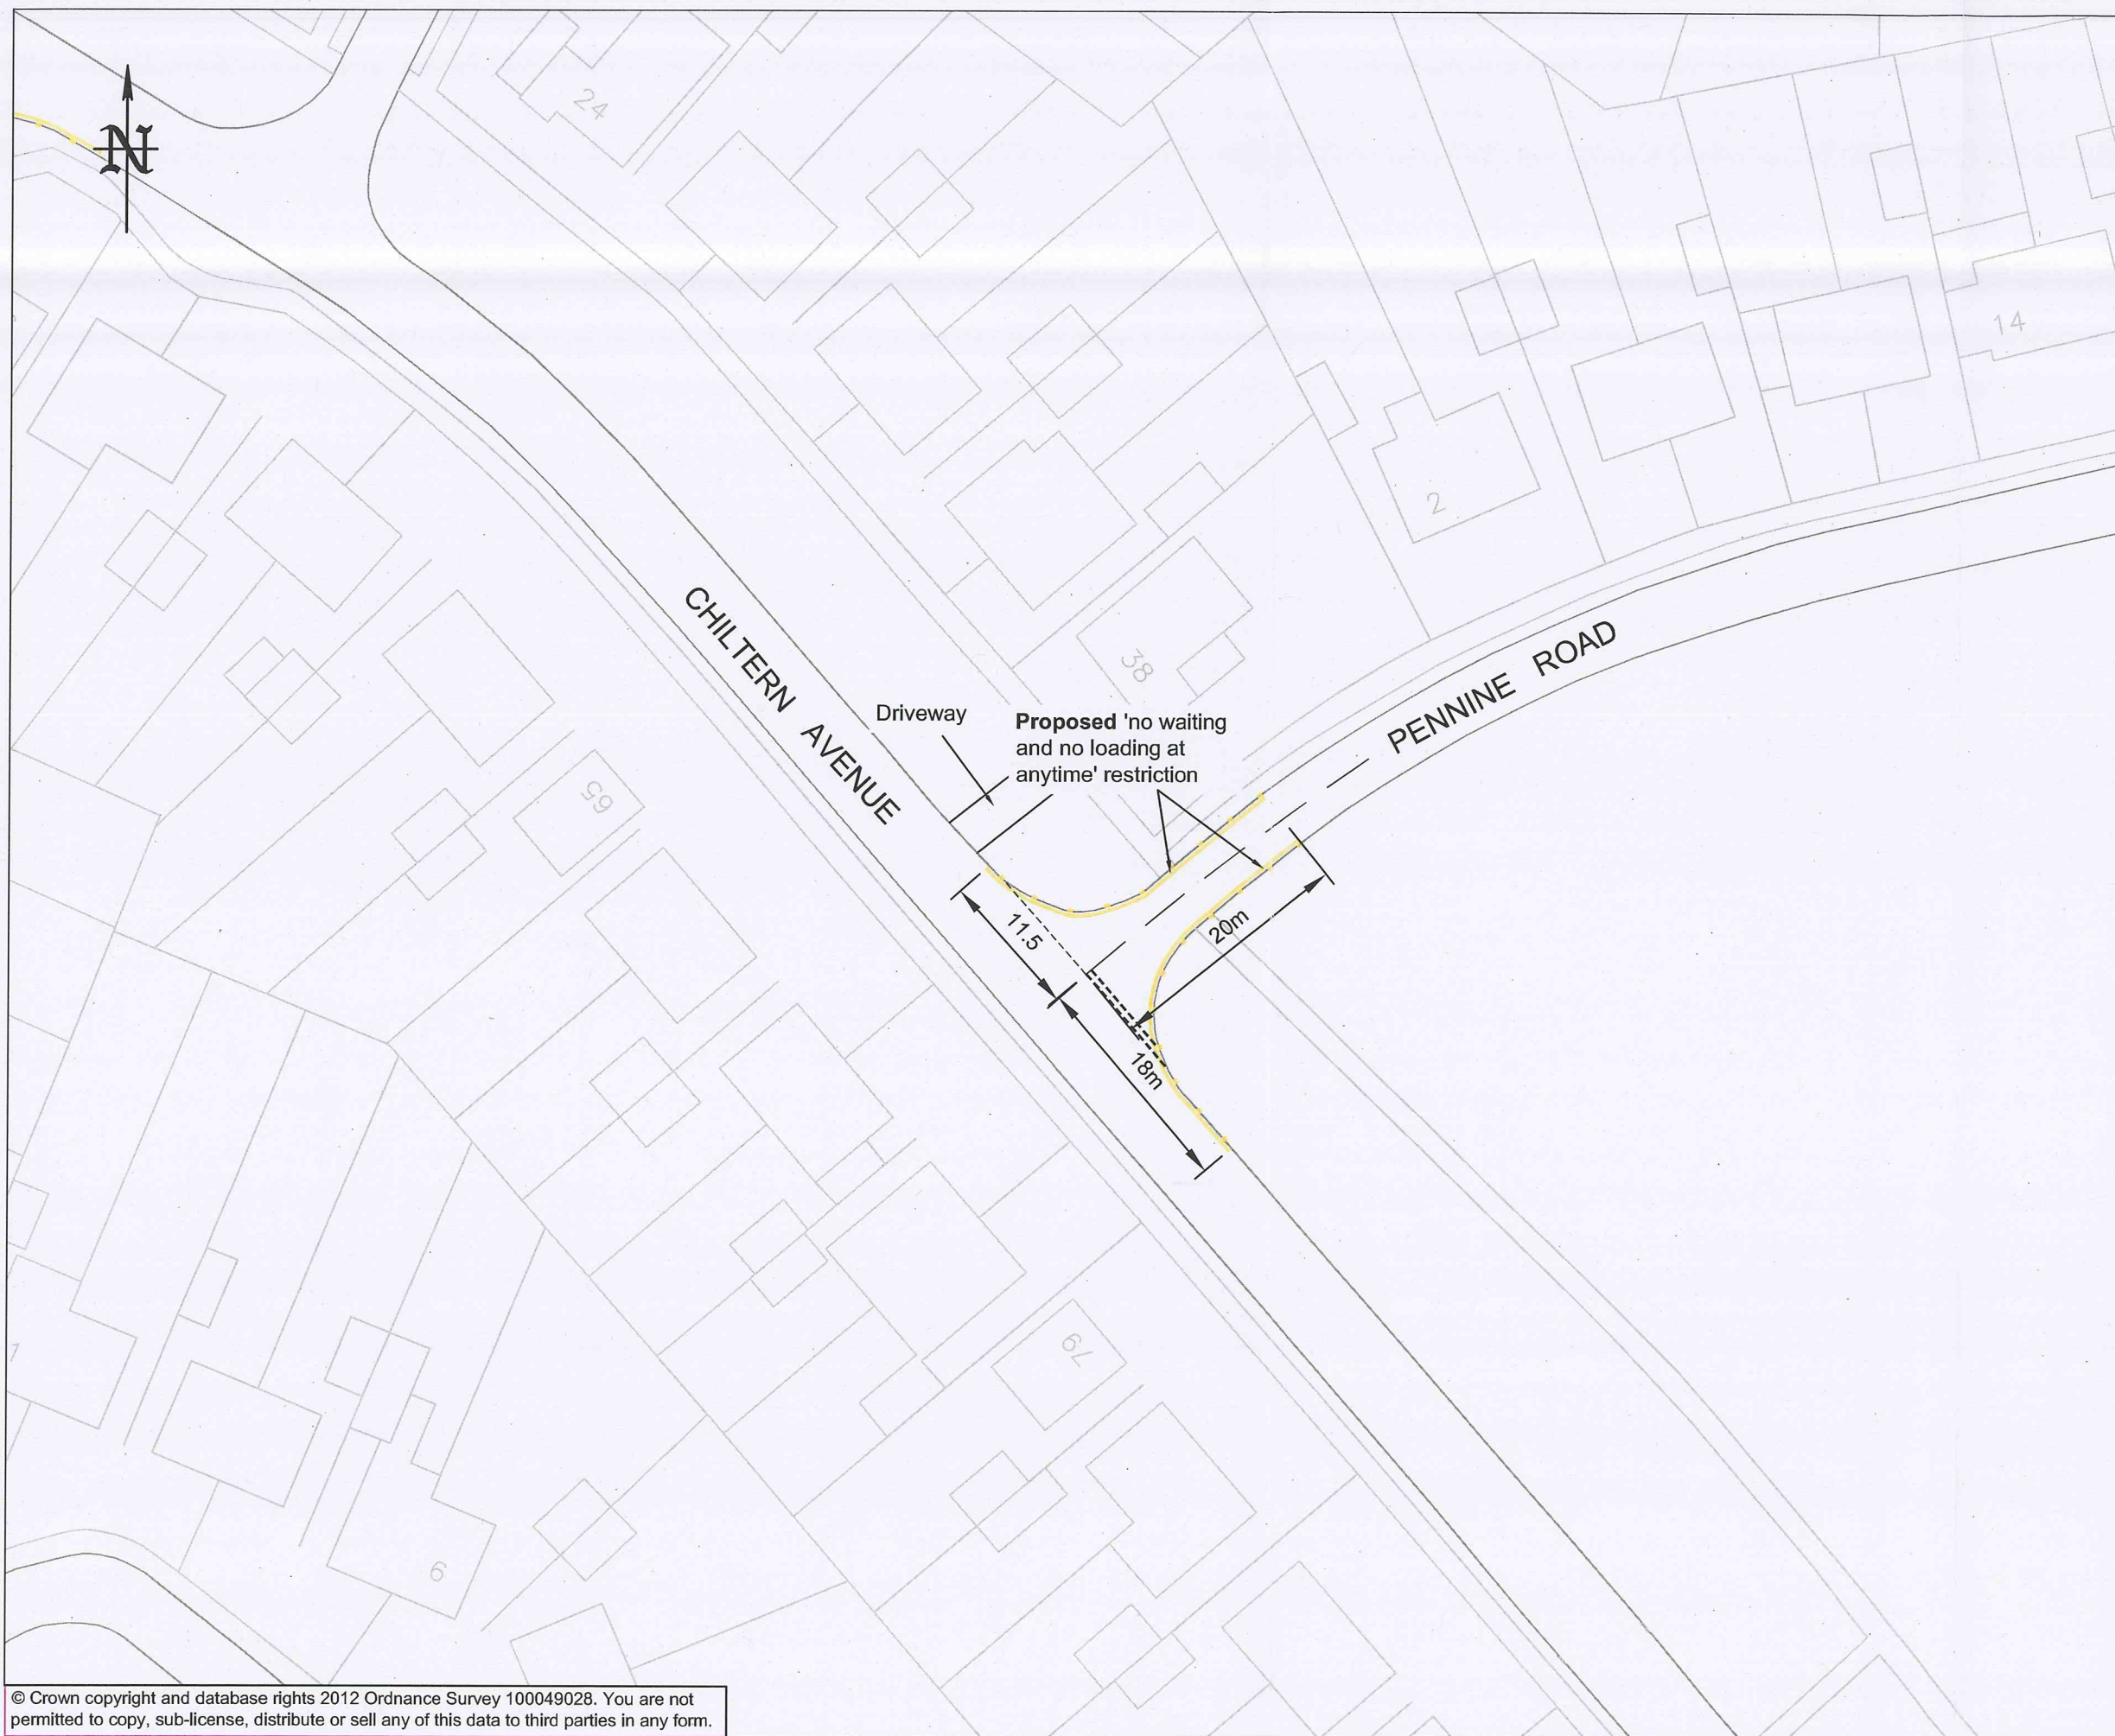 N
24
14
2
CHILTERN AVENUE
38
PENNINE ROAD
Driveway
Proposed 'no waiting
and no loading at
anytime' restriction
65
11.5
20m
18m
79
1
6
© Crown copyright and database rights 2012 Ordnance Survey 100049028. You are not
permitted to copy, sub-license, distribute or sell any of this data to third parties in any form.